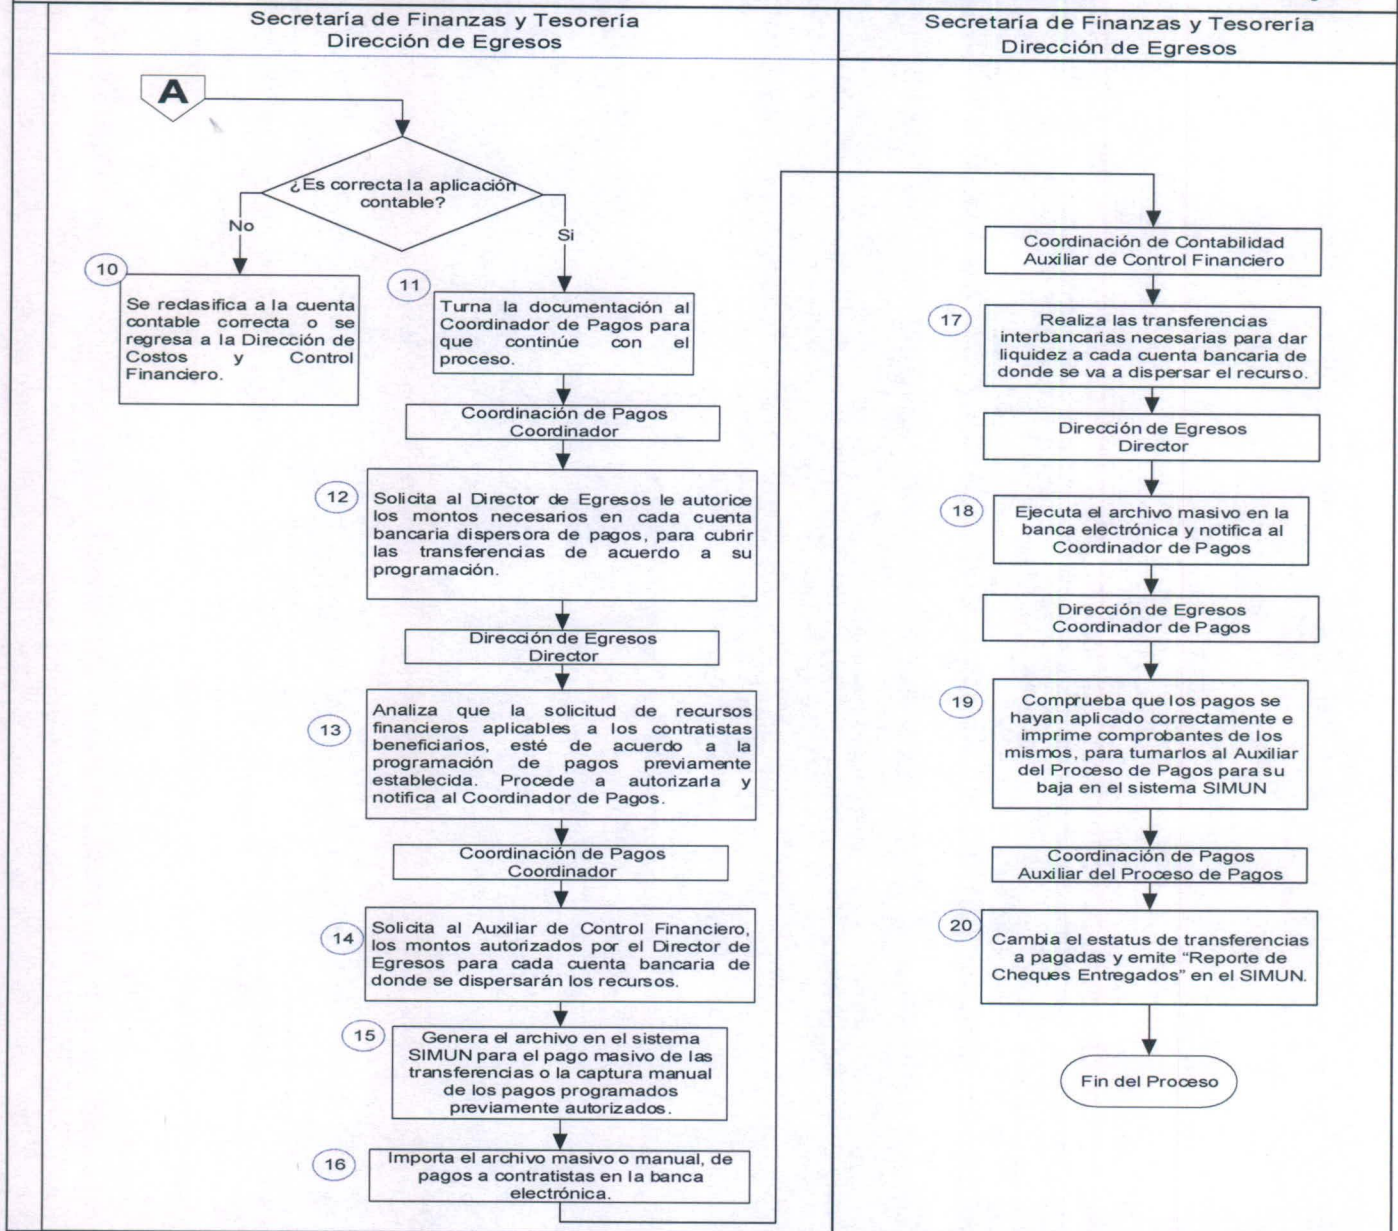 Secretaría de Finanzas y Tesorería
Dirección de Egresos
A
¿Es correcta la aplicación
contable?
No
Si
10
Se reclasifica a la cuenta
contable correcta o se
regresa a la Dirección de
Costos y Control
Financiero.
11
Turna la documentación al
Coordinador de Pagos para
que continúe con el
proceso.
Coordinación de Pagos
Coordinador
12
Solicita al Director de Egresos le autorice
los montos necesarios en cada cuenta
bancaria dispersora de pagos, para cubrir
las transferencias de acuerdo a su
programación.
Dirección de Egresos
Director
13
Analiza que la solicitud de recursos
financieros aplicables a los contratistas
beneficiarios, esté de acuerdo a la
programación de pagos previamente
establecida. Procede a autorizarla y
notifica al Coordinador de Pagos.
Coordinación de Pagos
Coordinador
14
Solicita al Auxiliar de Control Financiero,
los montos autorizados por el Director de
Egresos para cada cuenta bancaria de
donde se dispersarán los recursos.
15
Genera el archivo en el sistema
SIMUN para el pago masivo de las
transferencias o la captura manual
de los pagos programados
previamente autorizados.
16
Importa el archivo masivo o manual, de
pagos a contratistas en la banca
electrónica.
Secretaría de Finanzas y Tesorería
Dirección de Egresos
Coordinación de Contabilidad
Auxiliar de Control Financiero
17
Realiza las transferencias
interbancarias necesarias para dar
liquidez a cada cuenta bancaria de
donde se va a dispersar el recurso.
Dirección de Egresos
Director
18
Ejecuta el archivo masivo en la
banca electrónica y notifica al
Coordinador de Pagos
Dirección de Egresos
Coordinador de Pagos
19
Comprueba que los pagos se
hayan aplicado correctamente e
imprime comprobantes de los
mismos, para turnarlos al Auxiliar
del Proceso de Pagos para su
baja en el sistema SIMUN
Coordinación de Pagos
Auxiliar del Proceso de Pagos
20
Cambia el estatus de transferencias
a pagadas y emite “Reporte de
Cheques Entregados” en el SIMUN.
Fin del Proceso